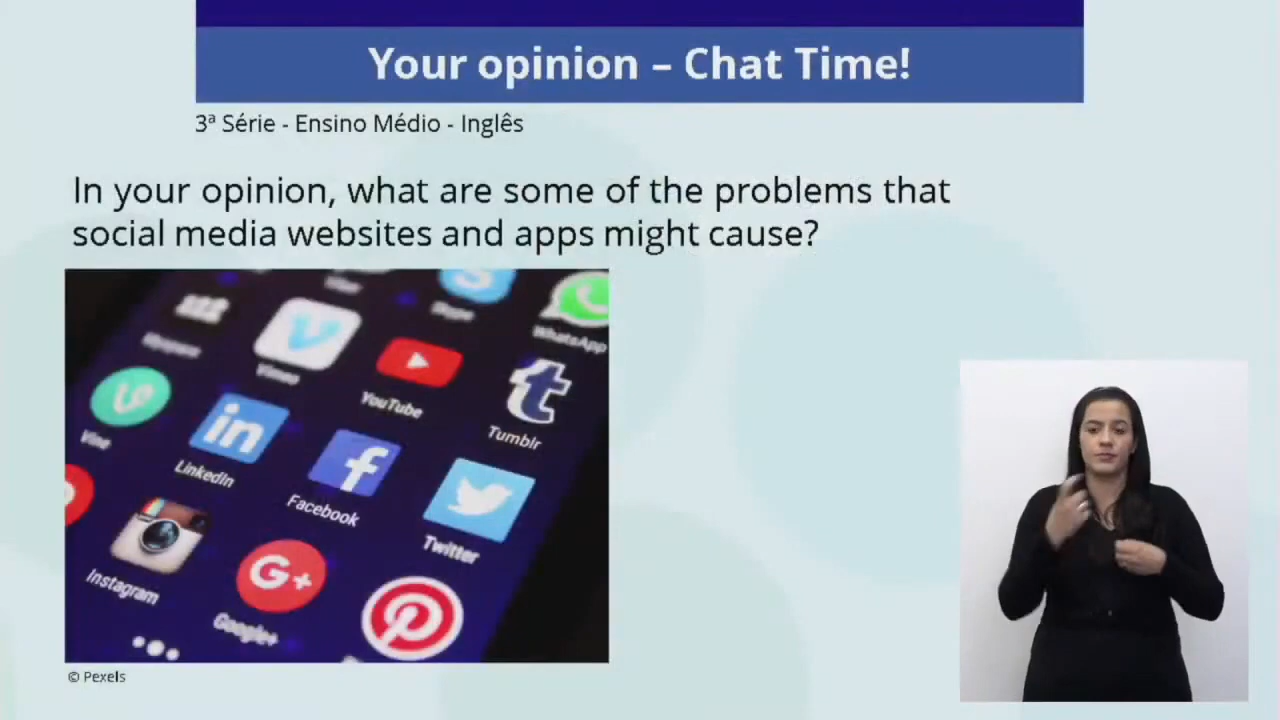 Your opinion – Chat Time!
3ª Série - Ensino Médio - Inglês
In your opinion, what are some of the problems that
social media websites and apps might cause?
Skype
WhatsApp
Vimeo
YouTube
Tumblr
Vine
LinkedIn
Facebook
Twitter
Instagram
Google+
© Pexels